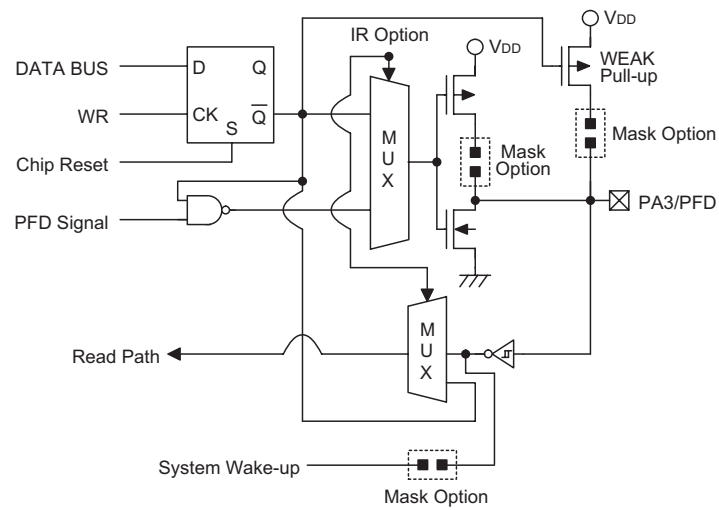 VDD
IR Option
VDD
WEAK
Pull-up
DATA BUS
D
Q
WR
CK
Q̅
S
M
U
X
Mask
Option
Mask Option
Chip Reset
PFD Signal
PA3/PFD
M
U
X
Read Path
System Wake-up
Mask Option